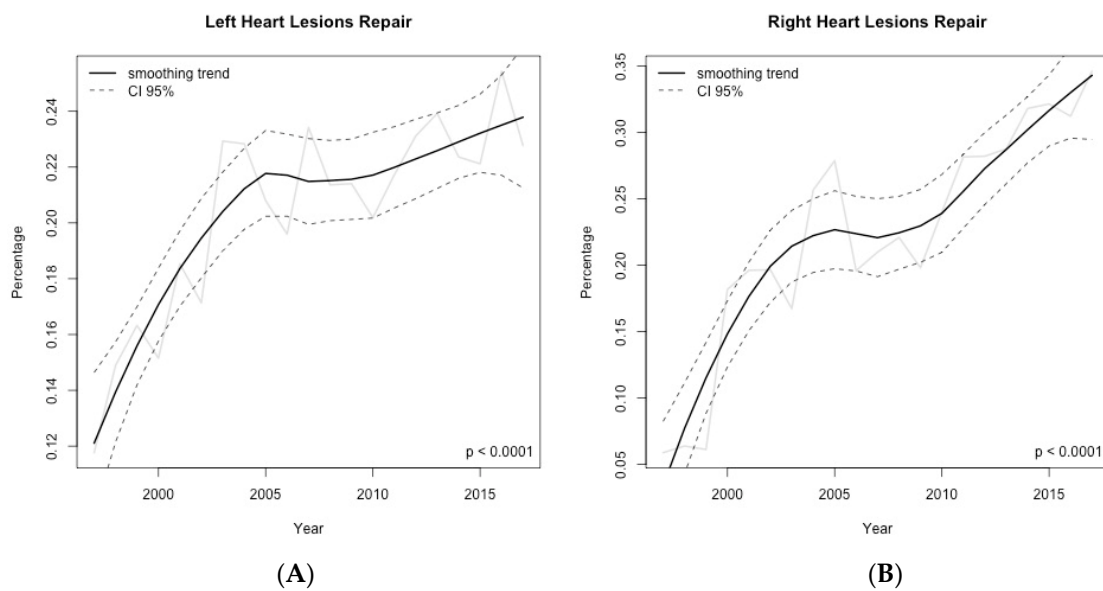 Left Heart Lesions Repair
smoothing trend
CI 95%
0.24
0.22
0.20
0.18
0.16
0.14
0.12
Percentage
p < 0.0001
2000 2005 2010 2015
Year
(A)
Right Heart Lesions Repair
smoothing trend
CI 95%
0.35
0.30
0.25
0.20
0.15
0.10
0.05
Percentage
p < 0.0001
2000 2005 2010 2015
Year
(B)